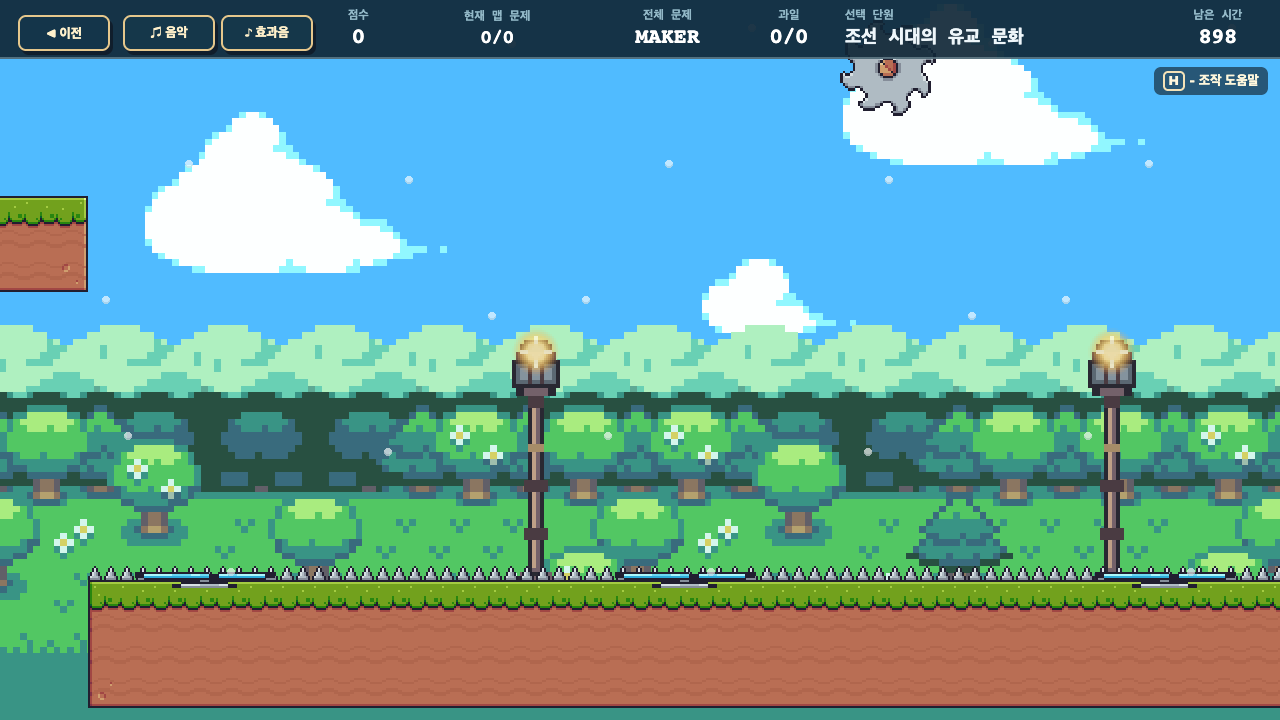 ◀ 이전
♫ 음악
♪ 효과음
점수
0
현재 맵 문제
0/0
전체 문제
MAKER
과일
0/0
선택 단원
조선 시대의 유교 문화
남은 시간
898
H - 조작 도움말